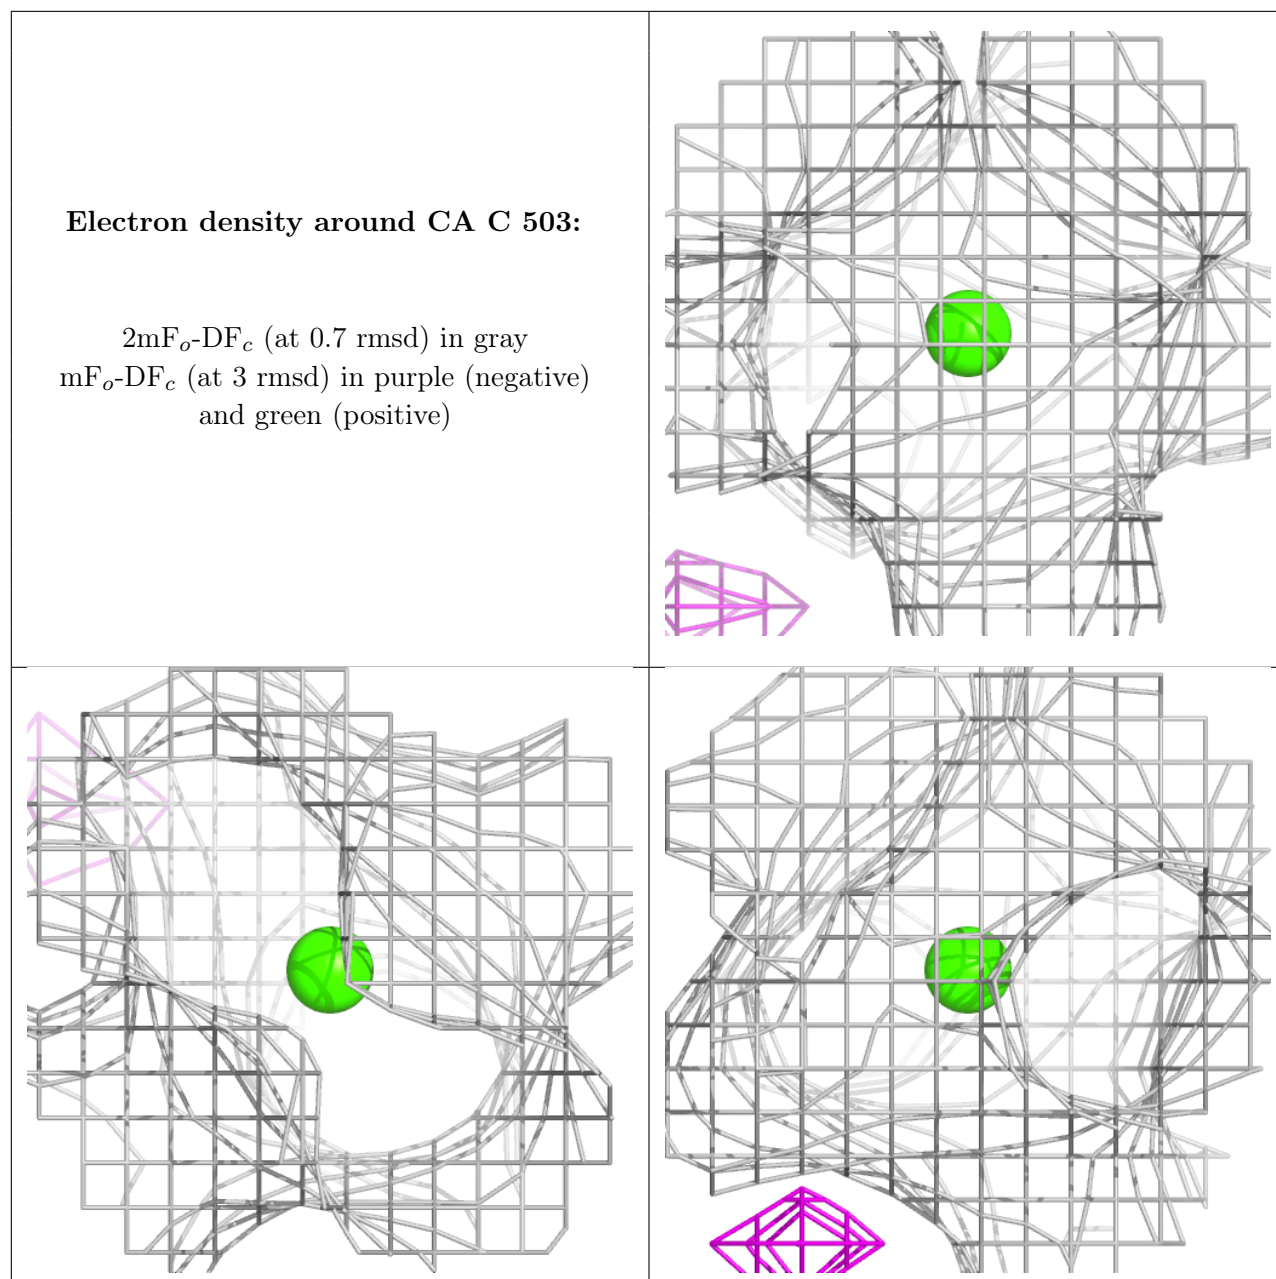 Electron density around CA C 503:
2mFo-DFc (at 0.7 rmsd) in gray
mFo-DFc (at 3 rmsd) in purple (negative)
and green (positive)